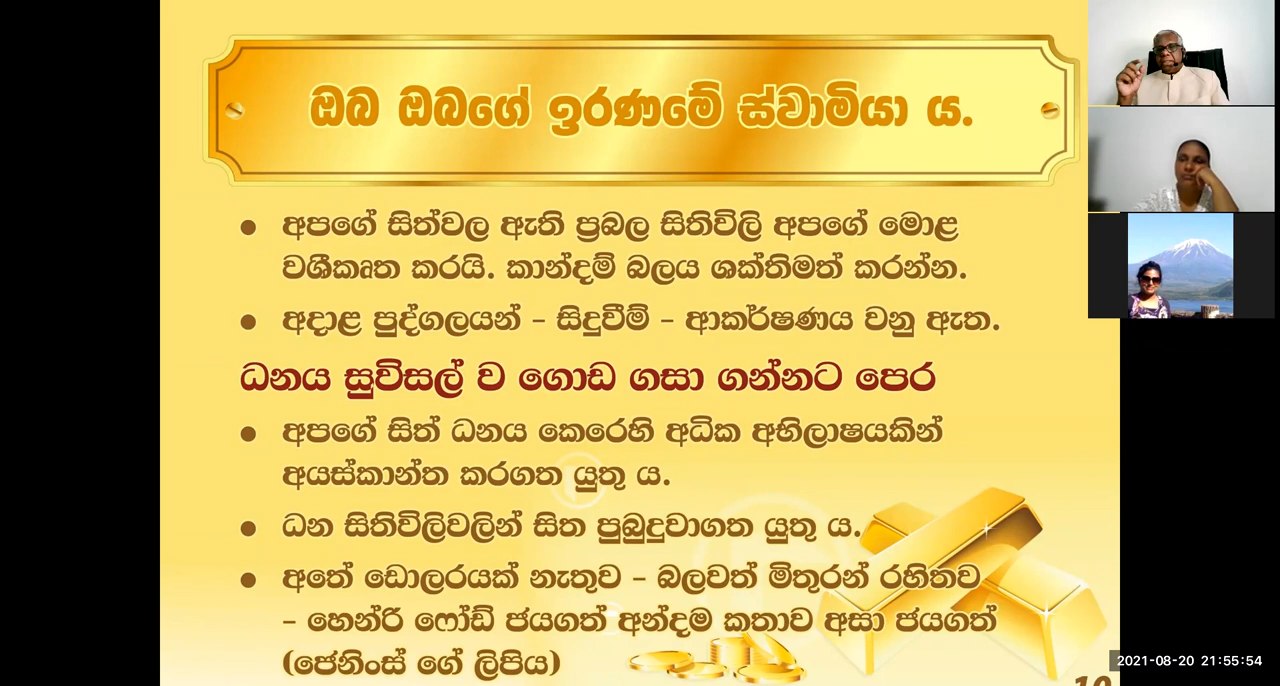 ඔබ ඔබගේ ඉරණමේ ස්වාමියා ය.
• අපගේ සිත්වල ඇති ප්‍රබල සිතිවිලි අපගේ මොළ
වශීකෘත කරයි. කාන්දම් බලය ශක්තිමත් කරන්න.
• අදාළ පුද්ගලයන් - සිදුවීම් - ආකර්ෂණය වනු ඇත.
ධනය සුවිසල් ව ගොඩ ගසා ගන්නට පෙර
• අපගේ සිත් ධනය කෙරෙහි අධික අභිලාෂයකින්
අයස්කාන්ත කරගත යුතු ය.
• ධන සිතිවිලිවලින් සිත පුබුදුවාගත යුතු ය.
• අතේ ඩොලරයක් නැතුව - බලවත් මිතුරන් රහිතව
- හෙන්රි ෆෝඩ් ජයගත් අන්දම කතාව අසා ජයගත්
(ජේනිංස් ගේ ලිපිය)
2021-08-20 21:55:54